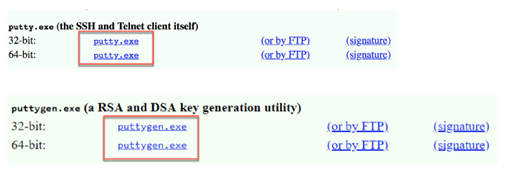 putty.exe (the SSH and Telnet client itself)
32-bit: putty.exe (or by FTP) (signature)
64-bit: putty.exe (or by FTP) (signature)
puttygen.exe (a RSA and DSA key generation utility)
32-bit: puttygen.exe (or by FTP) (signature)
64-bit: puttygen.exe (or by FTP) (signature)